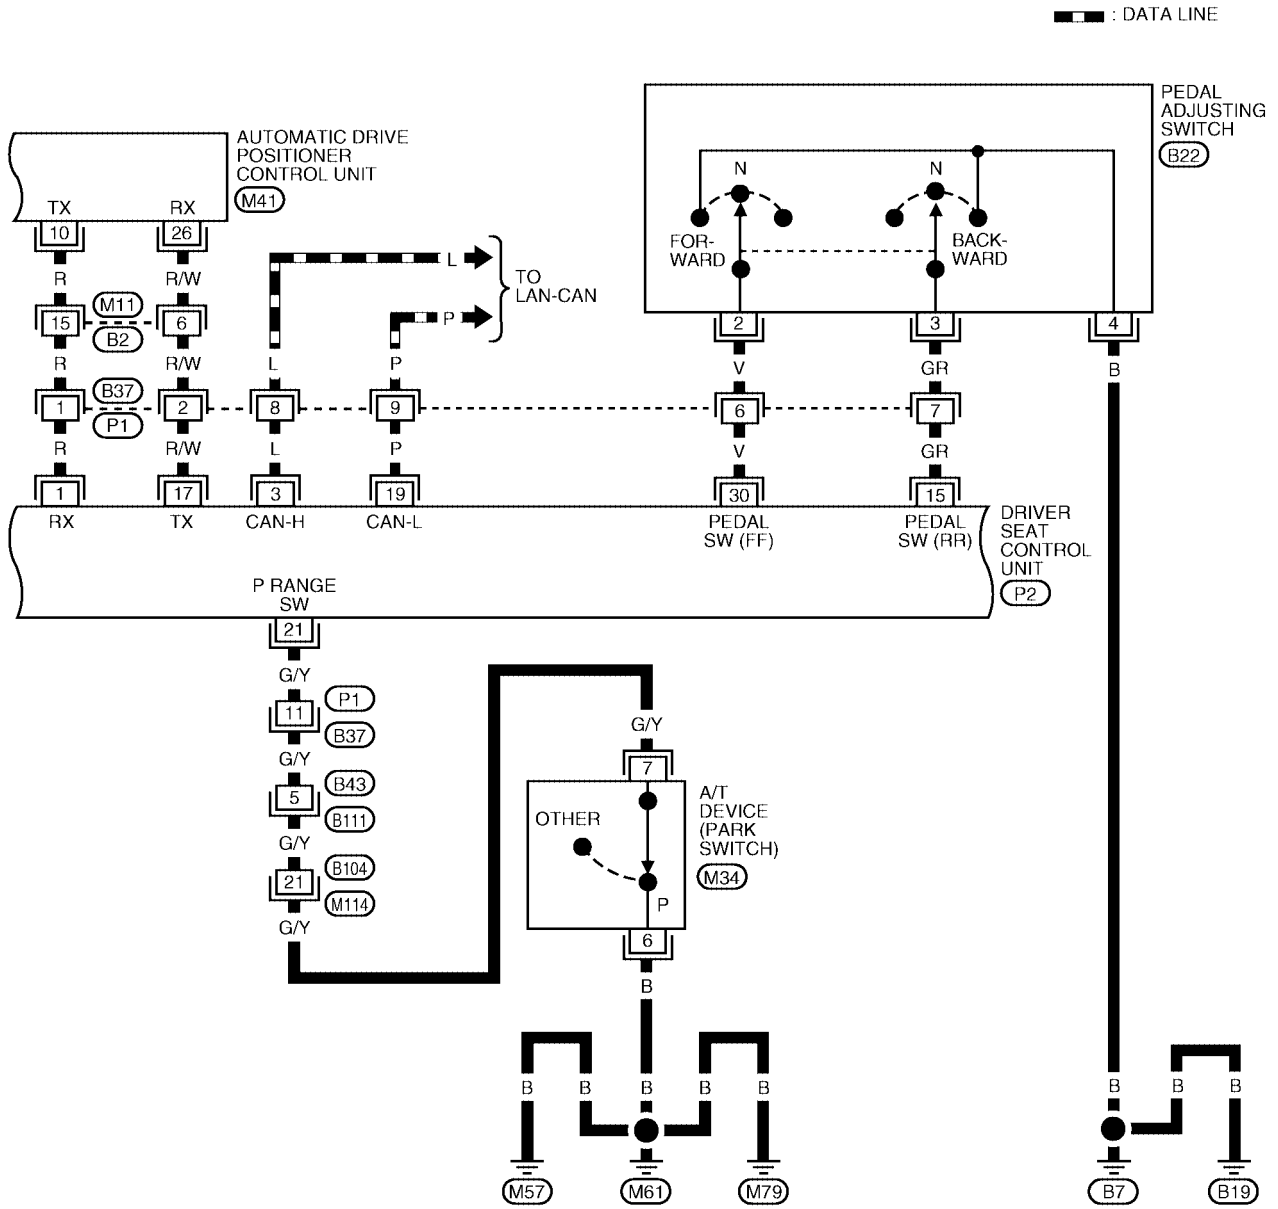 : DATA LINE
PEDAL
ADJUSTING
SWITCH
B22
AUTOMATIC DRIVE
POSITIONER
CONTROL UNIT
M41
N
N
FOR-
WARD
BACK-
WARD
TX
RX
10
26
R
R/W
L
TO
LAN-CAN
P
M11
15
6
B2
2
3
4
R
R/W
L
P
V
GR
B
B37
1
2
8
9
6
7
P1
R
R/W
L
P
V
GR
1
17
3
19
30
15
RX
TX
CAN-H
CAN-L
PEDAL
SW (FF)
PEDAL
SW (RR)
DRIVER
SEAT
CONTROL
UNIT
P2
P RANGE
SW
21
G/Y
P1
11
B37
G/Y
B43
5
B111
G/Y
B104
21
M114
G/Y
G/Y
7
A/T
DEVICE
(PARK
SWITCH)
M34
OTHER
P
6
B
B
B
B
B
B
B
B
B
M57
M61
M79
B7
B19